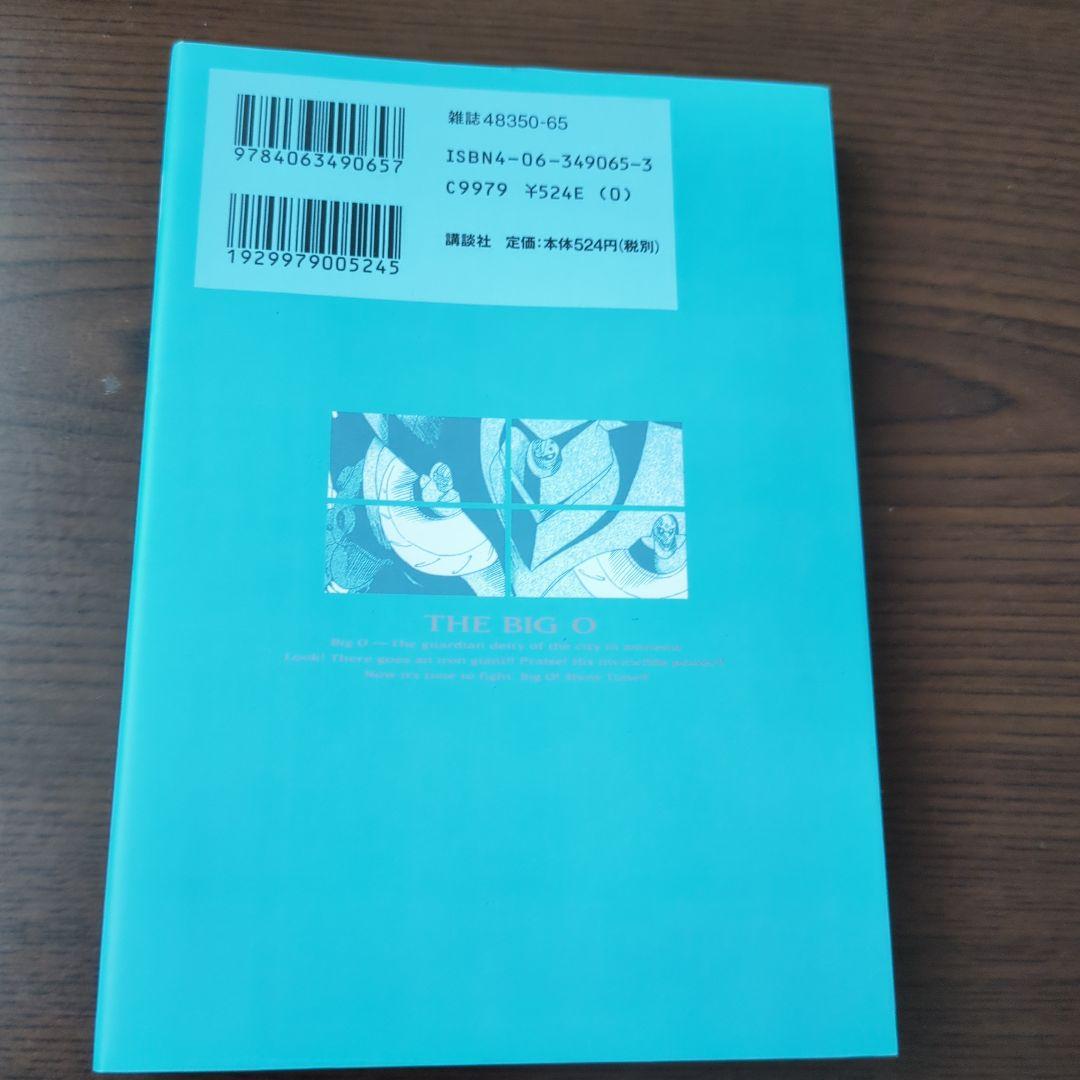 雑誌48350-65
9784063490657
ISBN4-06-349065-3
C9979 ¥524E (0)
1929979005245
講談社 定価:本体524円(税別)
THE BIG O
Big O — The guardian deity of the city in amnesia.
Look! There goes an iron giant!! Praise! His invincible power!!
Now it's time to fight. Big O! Show Time!!